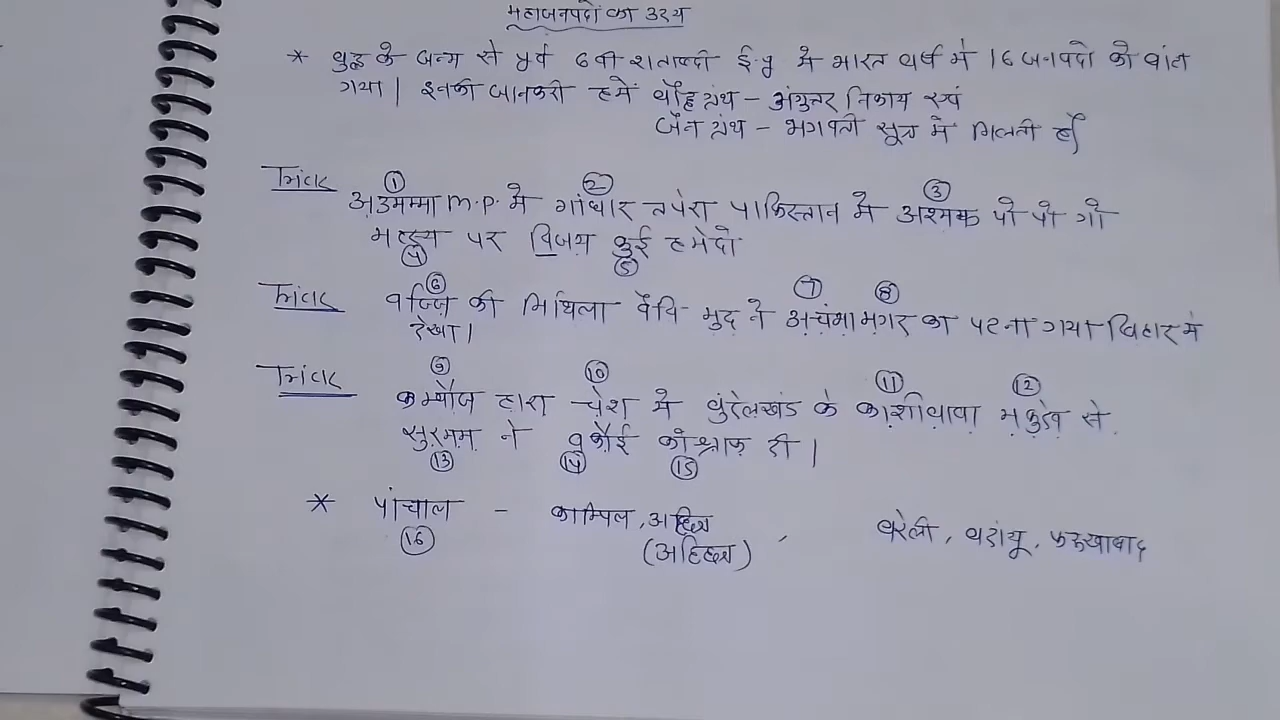 महाजनपदों का उदय
* बुद्ध के जन्म से पूर्व 6वी शताब्दी ई.पू में भारत वर्ष में 16 जनपदो को बांटा
गया। इनकी जानकारी हमें बौद्ध ग्रंथ - अंगुत्तर निकाय एवं
जैन ग्रंथ - भगवती सूत्र में मिलती है
① ② ③
Trick अउमम्मा M.P. में गांधार तपेरा पाकिस्तान में अश्मक पो पो गो
मत्स्य पर विजय कुई हमेदो
④ ⑤
⑥ ⑦ ⑧
Trick वज्जि की मिथिला वैवि मुद ने अचंभा मगर का पटना गया बिहार में
देखा।
⑨ ⑩ ⑪ ⑫
Trick कम्बोज हारा चेश में बुंदेलखंड के काशीबाबा मकुदेव से
सुरमम ने वुकौई कोश्राफ दी।
⑬ ⑭ ⑮
* पांचाल - काम्पिल, अहिछत्र , बरेली, बदांयू, फरुखाबाद
⑯ (अहिछत्र)